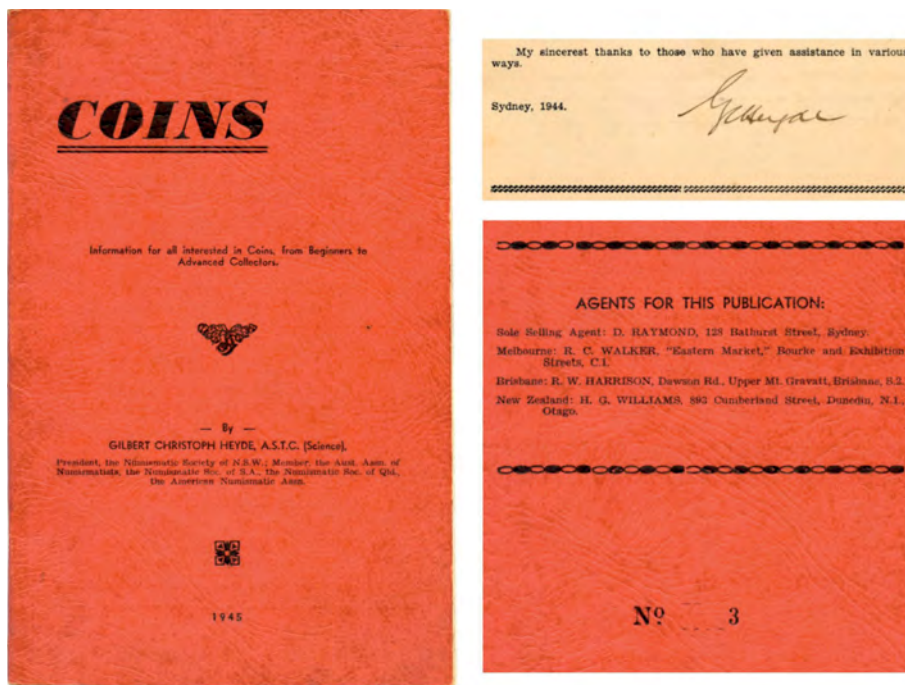 COINS
Information for all interested in Coins, from Beginners to
Advanced Collectors.
— By —
GILBERT CHRISTOPH HEYDE, A.S.T.C. (Science),
President, the Numismatic Society of N.S.W.; Member, the Aust. Assn. of
Numismatists, the Numismatic Soc. of S.A., the Numismatic Soc. of Qld.,
the American Numismatic Assn.
1945
My sincerest thanks to those who have given assistance in various
ways.
Sydney, 1944.
GCHeyde
AGENTS FOR THIS PUBLICATION:
Sole Selling Agent: D. RAYMOND, 128 Bathurst Street, Sydney.
Melbourne: R. C. WALKER, "Eastern Market," Bourke and Exhibition
Streets, C.1.
Brisbane: R. W. HARRISON, Dawson Rd., Upper Mt. Gravatt, Brisbane, S.2.
New Zealand: H. G. WILLIAMS, 893 Cumberland Street, Dunedin, N.1.,
Otago.
Nº 3